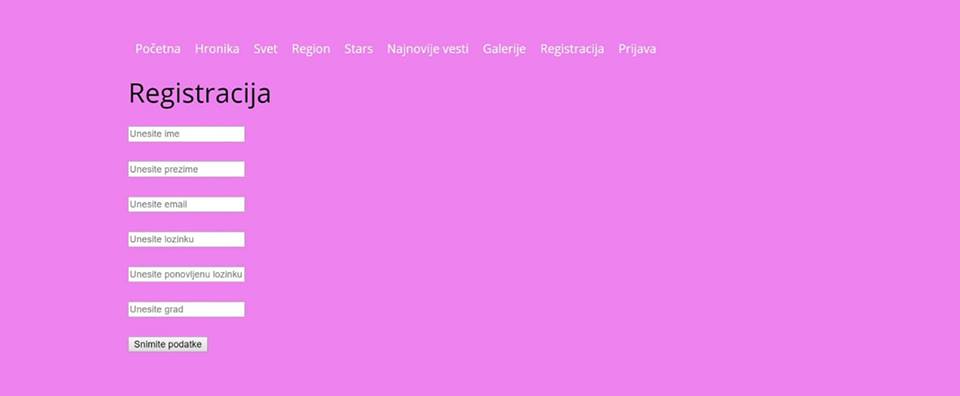 Početna Hronika Svet Region Stars Najnovije vesti Galerije Registracija Prijava
Registracija
Unesite ime
Unesite prezime
Unesite email
Unesite lozinku
Unesite ponovljenu lozinku
Unesite grad
Snimite podatke